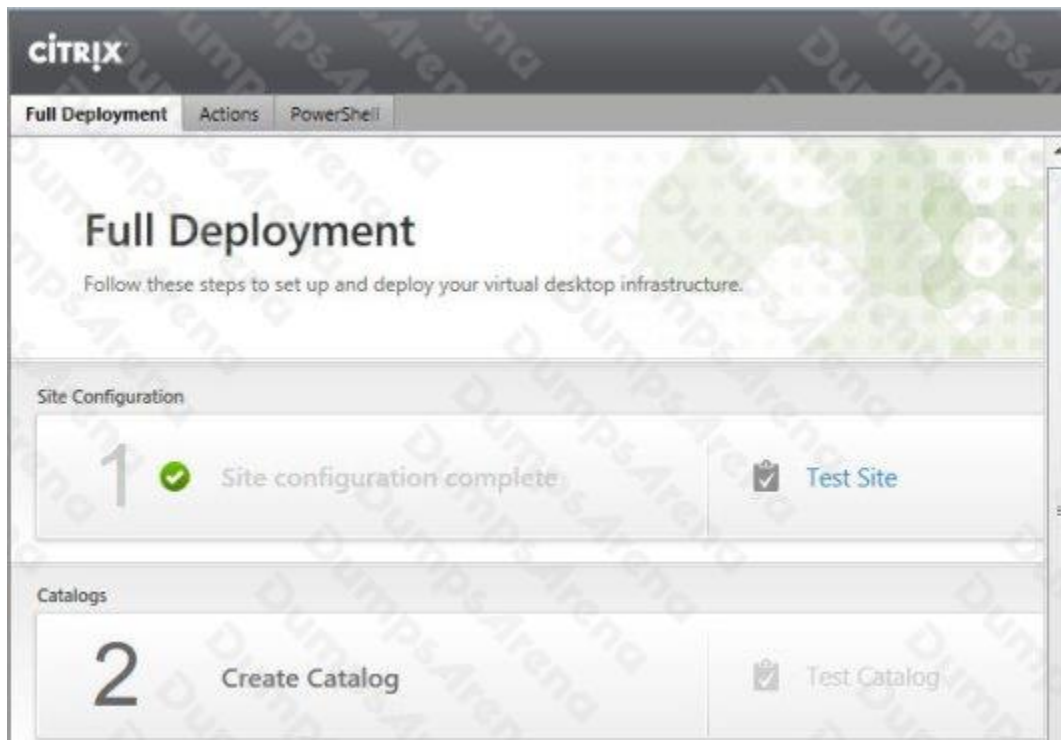 CITRIX
Full Deployment Actions PowerShell
Full Deployment
Follow these steps to set up and deploy your virtual desktop infrastructure.
Site Configuration
1 Site configuration complete Test Site
Catalogs
2 Create Catalog Test Catalog
DumpsArena